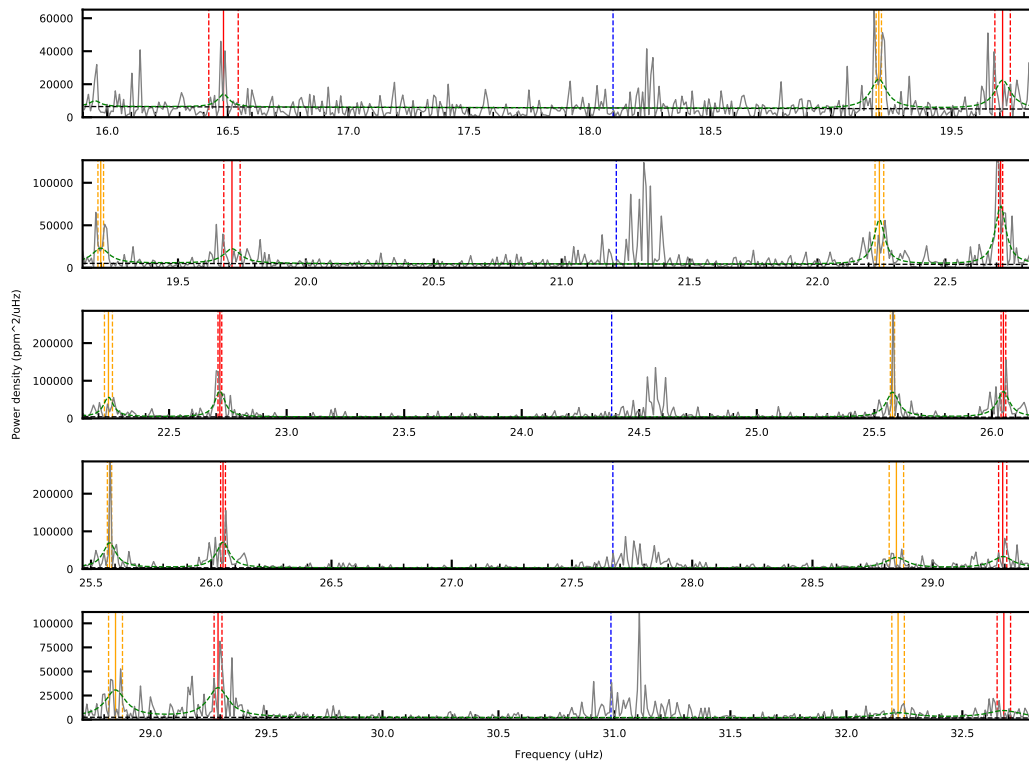 60000
40000
20000
0
16.0 16.5 17.0 17.5 18.0 18.5 19.0 19.5
100000
50000
0
19.5 20.0 20.5 21.0 21.5 22.0 22.5
Power density (ppm^2/uHz)
200000
100000
0
22.5 23.0 23.5 24.0 24.5 25.0 25.5 26.0
200000
100000
0
25.5 26.0 26.5 27.0 27.5 28.0 28.5 29.0
100000
75000
50000
25000
0
29.0 29.5 30.0 30.5 31.0 31.5 32.0 32.5
Frequency (uHz)